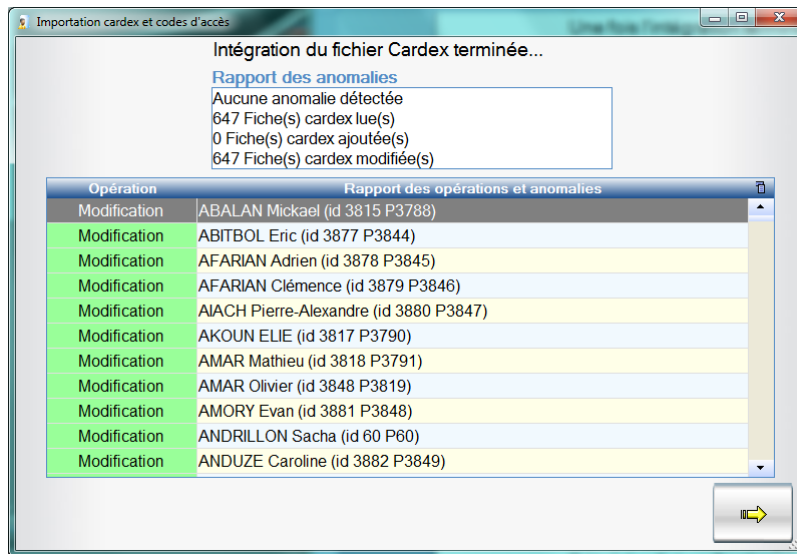 Importation cardex et codes d'accès
Intégration du fichier Cardex terminée...
Rapport des anomalies
Aucune anomalie détectée
647 Fiche(s) cardex lue(s)
0 Fiche(s) cardex ajoutée(s)
647 Fiche(s) cardex modifiée(s)
Opération Rapport des opérations et anomalies
Modification ABALAN Mickael (id 3815 P3788)
Modification ABITBOL Eric (id 3877 P3844)
Modification AFARIAN Adrien (id 3878 P3845)
Modification AFARIAN Clémence (id 3879 P3846)
Modification AIACH Pierre-Alexandre (id 3880 P3847)
Modification AKOUN ELIE (id 3817 P3790)
Modification AMAR Mathieu (id 3818 P3791)
Modification AMAR Olivier (id 3848 P3819)
Modification AMORY Evan (id 3881 P3848)
Modification ANDRILLON Sacha (id 60 P60)
Modification ANDUZE Caroline (id 3882 P3849)